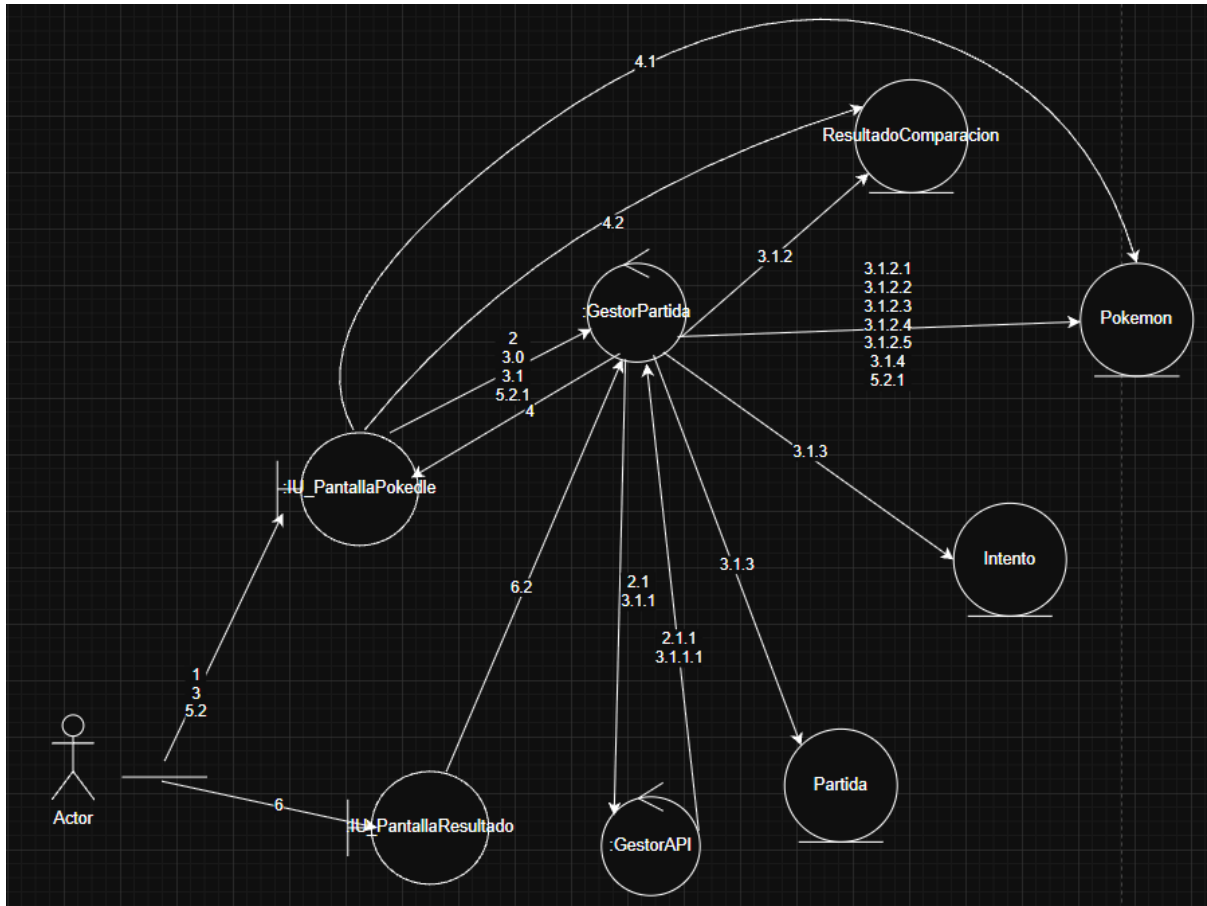 4.1
ResultadoComparacion
4.2
3.1.2
:GestorPartida
3.1.2.1
3.1.2.2
3.1.2.3
3.1.2.4
3.1.2.5
3.1.4
5.2.1
Pokemon
2
3.0
3.1
5.2.1
4
:IU_PantallaPokedle
3.1.3
Intento
3.1.3
6.2
2.1
3.1.1
2.1.1
3.1.1.1
1
3
5.2
Actor
6
:IU_PantallaResultado
:GestorAPI
Partida